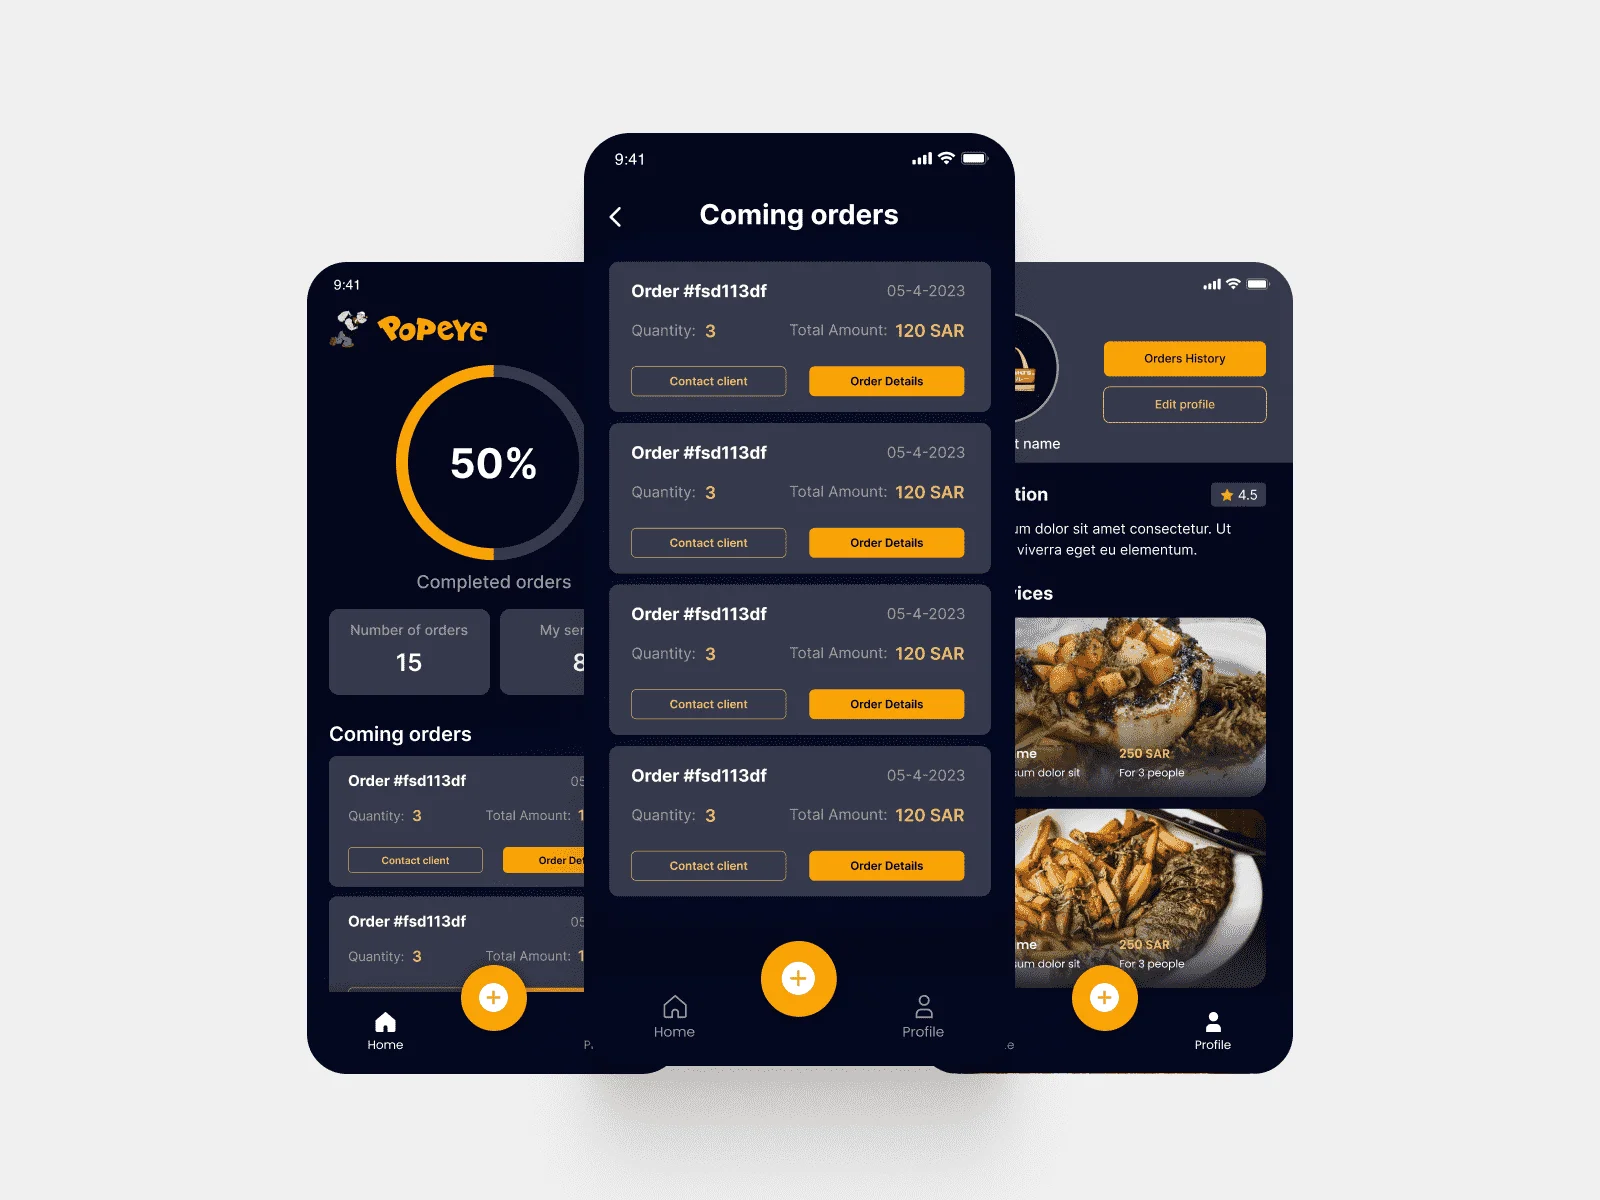 9:41
Popeye
50%
Completed orders
Number of orders
15
My ser
8
Coming orders
Order #fsd113df
05
Quantity: 3
Total Amount: 1
Contact client
Order Det
Order #fsd113df
05
Quantity: 3
Total Amount: 1
Home
9:41
Coming orders
Order #fsd113df
05-4-2023
Quantity: 3
Total Amount: 120 SAR
Contact client
Order Details
Order #fsd113df
05-4-2023
Quantity: 3
Total Amount: 120 SAR
Contact client
Order Details
Order #fsd113df
05-4-2023
Quantity: 3
Total Amount: 120 SAR
Contact client
Order Details
Order #fsd113df
05-4-2023
Quantity: 3
Total Amount: 120 SAR
Contact client
Order Details
Home
Profile
Orders History
Edit profile
t name
tion
4.5
um dolor sit amet consectetur. Ut
viverra eget eu elementum.
vices
me
250 SAR
sum dolor sit
For 3 people
me
250 SAR
sum dolor sit
For 3 people
Profile